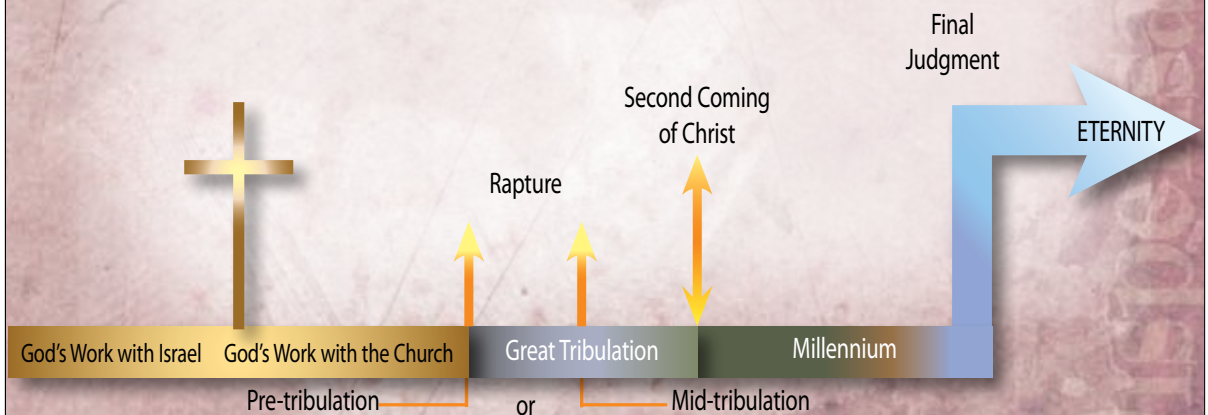 Final
Judgment
Second Coming
of Christ
ETERNITY
Rapture
God's Work with Israel
God's Work with the Church
Great Tribulation
Millennium
Pre-tribulation
or
Mid-tribulation